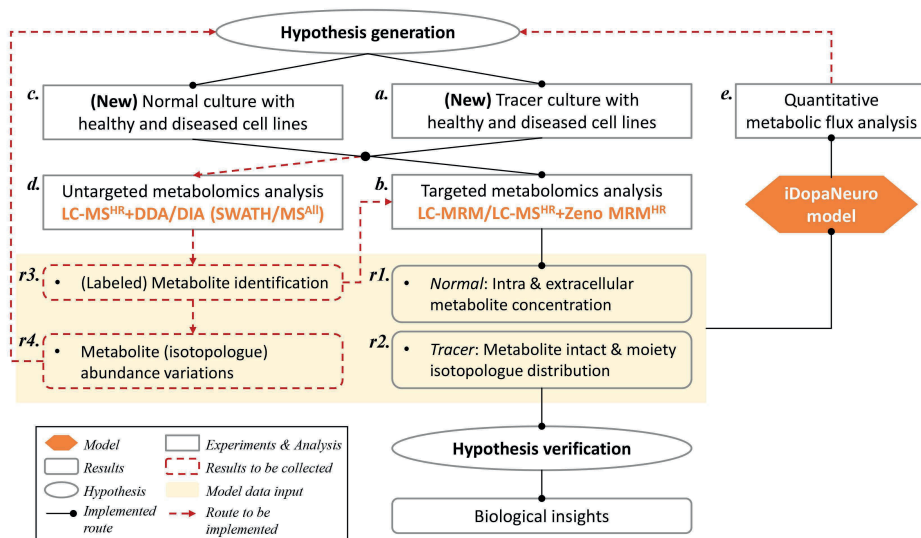 Hypothesis generation
c.
(New) Normal culture with
healthy and diseased cell lines
a.
(New) Tracer culture with
healthy and diseased cell lines
e.
Quantitative
metabolic flux analysis
d.
Untargeted metabolomics analysis
LC-MSHR+DDA/DIA (SWATH/MSAll)
b.
Targeted metabolomics analysis
LC-MRM/LC-MSHR+Zeno MRMHR
iDopaNeuro
model
r3.
• (Labeled) Metabolite identification
r1.
• Normal: Intra & extracellular
metabolite concentration
r4.
• Metabolite (isotopologue)
abundance variations
r2.
• Tracer: Metabolite intact & moiety
isotopologue distribution
Hypothesis verification
Biological insights
Model
Experiments & Analysis
Results
Results to be collected
Hypothesis
Model data input
Implemented
route
Route to be
implemented